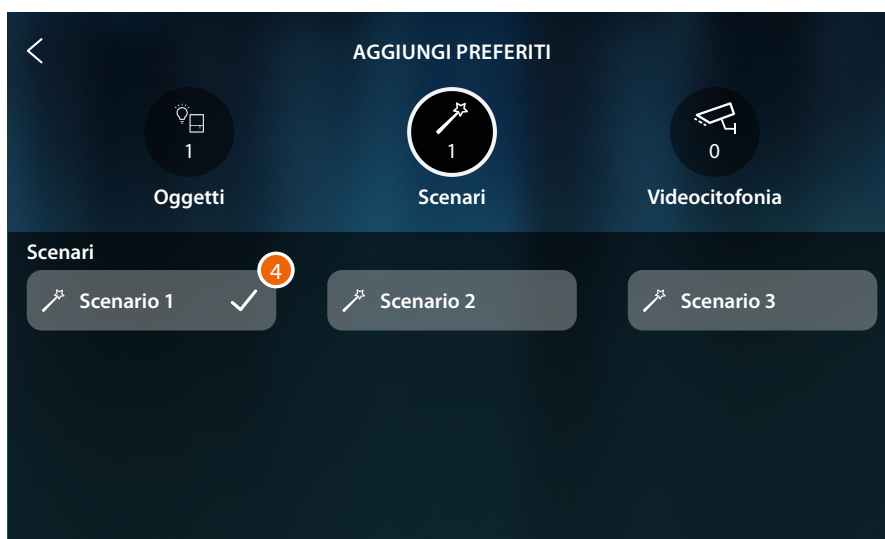 AGGIUNGI PREFERITI
1 1 0
Oggetti Scenari Videocitofonia
Scenari
4
Scenario 1 Scenario 2 Scenario 3